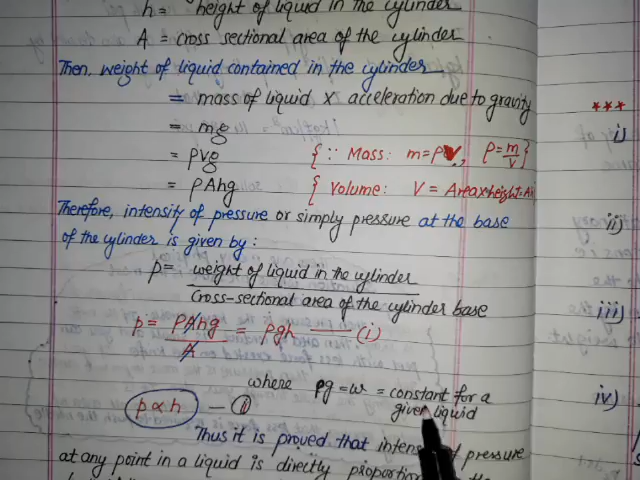 h = height of liquid in the cylinder
A = cross sectional area of the cylinder
Then, weight of liquid contained in the cylinder
= mass of liquid x acceleration due to gravity
= mg
= ρvg {∵ Mass: m = ρV, ρ = m/V}
= ρAhg {Volume: V = Area x height = Ah
Therefore, intensity of pressure or simply pressure at the base
of the cylinder is given by:
p = weight of liquid in the cylinder
Cross-sectional area of the cylinder base
p = ρAhg / A = ρgh — (i)
where ρg = w = constant for a
given liquid
p ∝ h — ①
Thus it is proved that pressure
at any point in a liquid is directly
***
i)
ii)
iii)
iv)